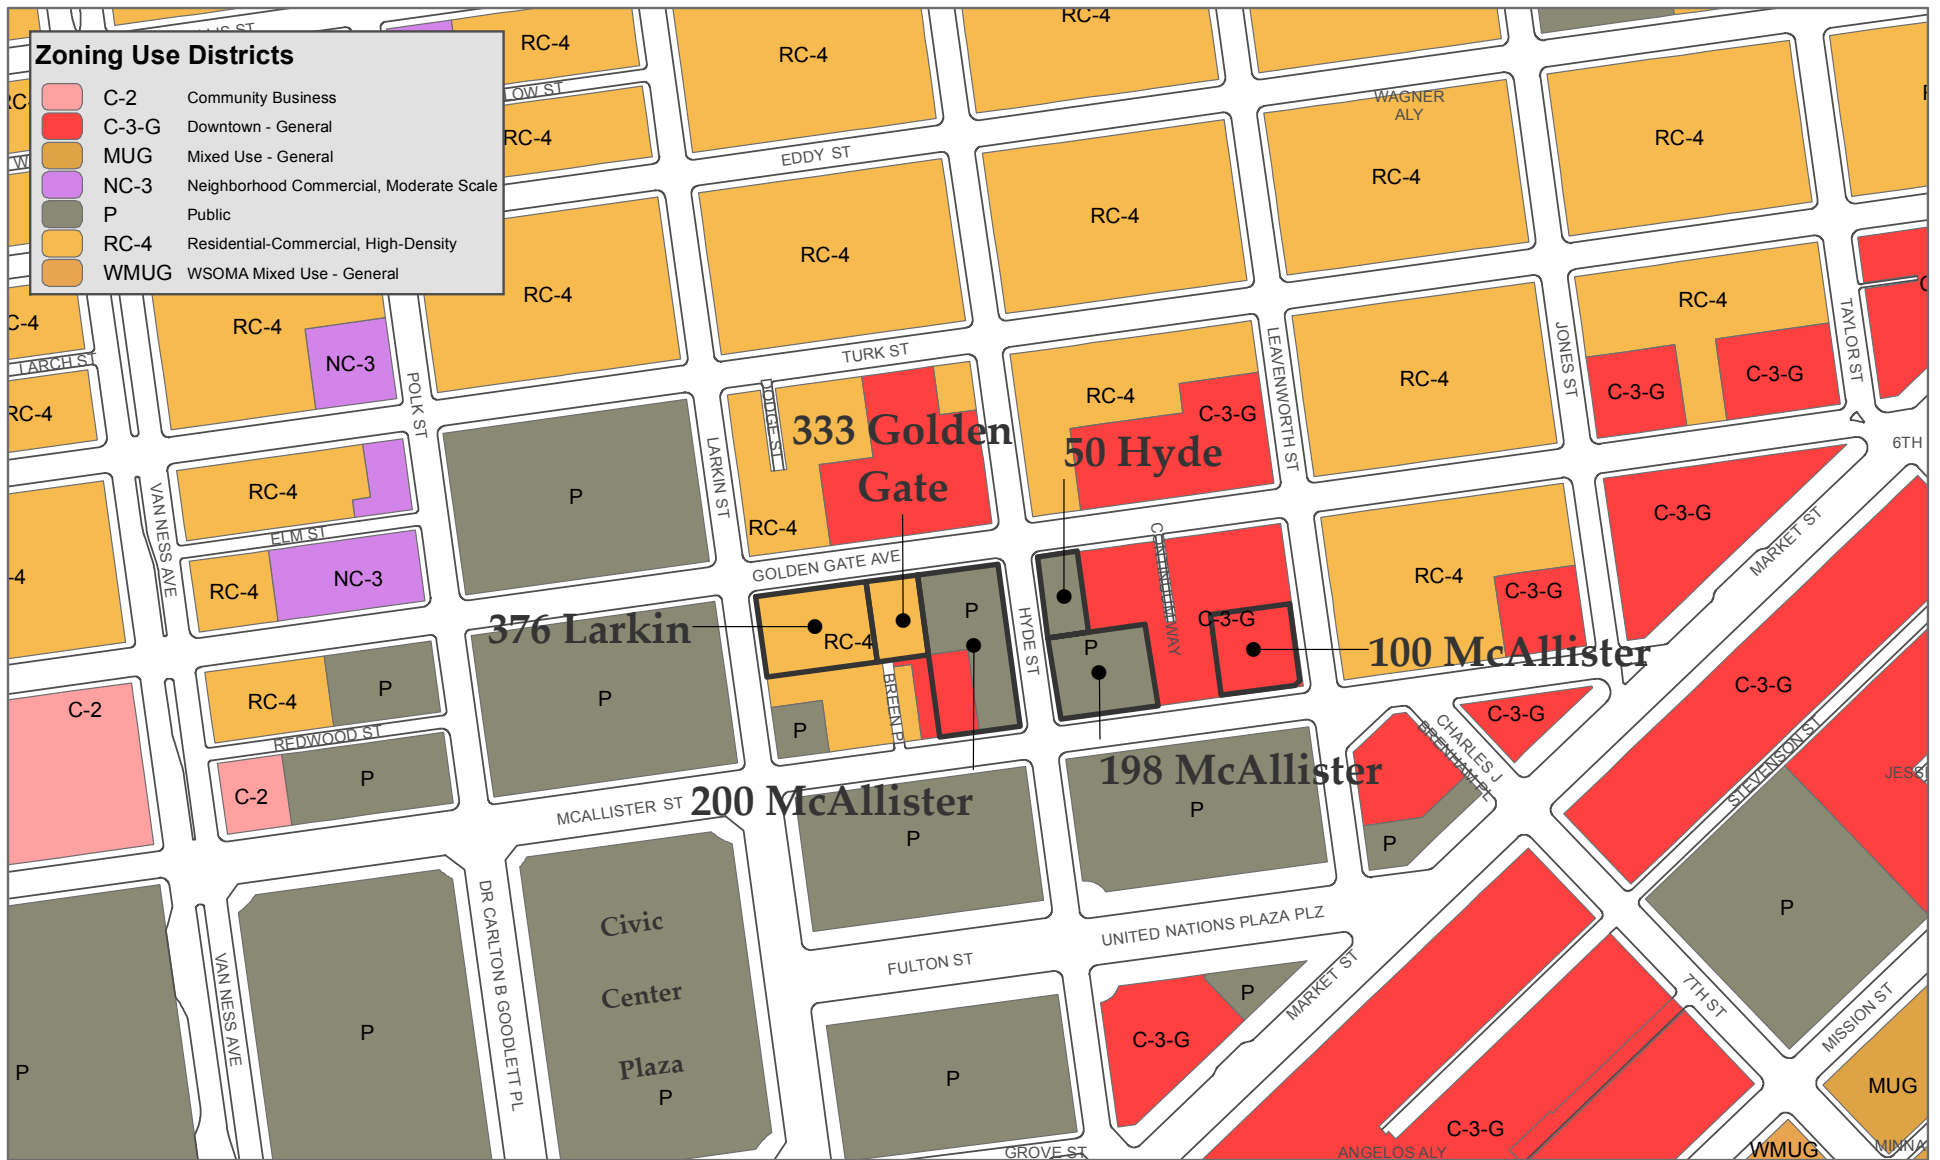 Zoning Use Districts
C-2 Community Business
C-3-G Downtown - General
MUG Mixed Use - General
NC-3 Neighborhood Commercial, Moderate Scale
P Public
RC-4 Residential-Commercial, High-Density
WMUG WSOMA Mixed Use - General
RC-4
RC-4
RC-4
WAGNER
ALY
RC-4
RC-4
EDDY ST
RC-4
RC-4
RC-4
RC-4
RC-4
RC-4
C-4
RC-4
NC-3
LARCH ST
RC-4
POLK ST
TURK ST
LEAVENWORTH ST
JONES ST
TAYLOR ST
RC-4
C-3-G
RC-4
C-3-G
C-3-G
DODGE ST
333 Golden
Gate
50 Hyde
6TH
VAN NESS AVE
RC-4
P
LARKIN ST
RC-4
C-3-G
MARKET ST
ELM ST
-4
RC-4
NC-3
GOLDEN GATE AVE
RC-4
C-3-G
376 Larkin
RC-4
P
HYDE ST
P
C-3-G
100 McAllister
C-2
RC-4
P
P
BREEN P
P
C-3-G
C-3-G
REDWOOD ST
CHARLES J
BRENHAM PL
STEVENSON ST
C-2
P
MCALLISTER ST
200 McAllister
198 McAllister
P
P
P
JESS
DR CARLTON B GOODLETT PL
Civic
Center
Plaza
P
FULTON ST
UNITED NATIONS PLAZA PLZ
P
VAN NESS AVE
P
P
P
C-3-G
P
MARKET ST
7TH ST
MISSION ST
MUG
C-3-G
GROVE ST
ANGELOS ALY
WMUG
MINNA